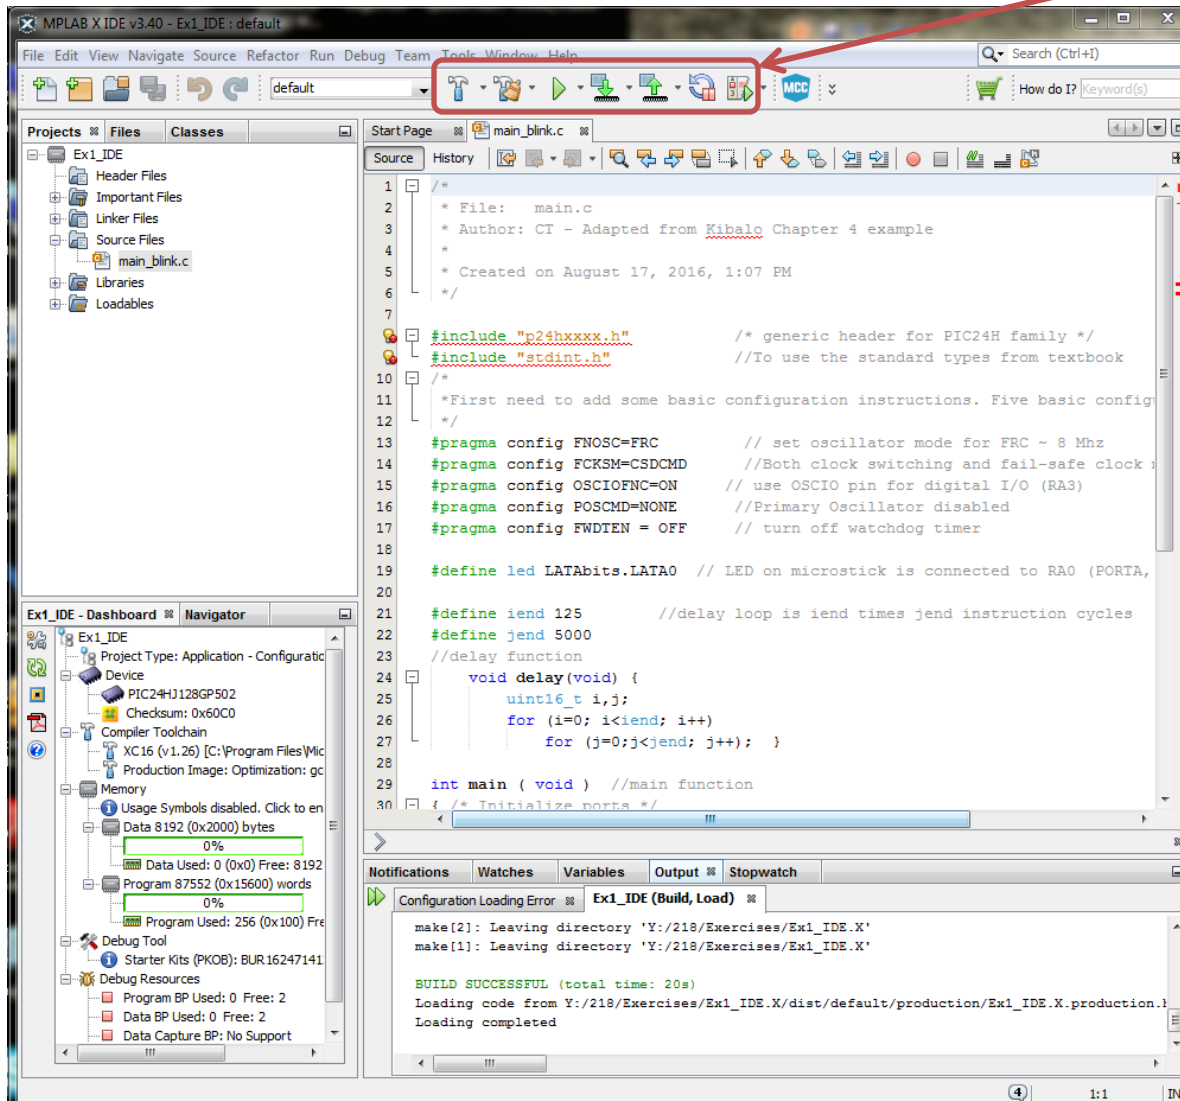 MPLAB X IDE v3.40 - Ex1_IDE : default
File Edit View Navigate Source Refactor Run Debug Team Tools Window Help
Search (Ctrl+I)
default
MCC
How do I? Keyword(s)
Projects Files Classes
Ex1_IDE
Header Files
Important Files
Linker Files
Source Files
main_blink.c
Libraries
Loadables
Start Page main_blink.c
Source History
1 /*
2 * File: main.c
3 * Author: CT - Adapted from Kibalo Chapter 4 example
4 *
5 * Created on August 17, 2016, 1:07 PM
6 */
7
#include "p24hxxxx.h" /* generic header for PIC24H family */
#include "stdint.h" //To use the standard types from textbook
10 /*
11 *First need to add some basic configuration instructions. Five basic config
12 */
13 #pragma config FNOSC=FRC // set oscillator mode for FRC ~ 8 Mhz
14 #pragma config FCKSM=CSDCMD //Both clock switching and fail-safe clock
15 #pragma config OSCIOFNC=ON // use OSCIO pin for digital I/O (RA3)
16 #pragma config POSCMD=NONE //Primary Oscillator disabled
17 #pragma config FWDTEN = OFF // turn off watchdog timer
18
19 #define led LATAbits.LATA0 // LED on microstick is connected to RA0 (PORTA,
20
21 #define iend 125 //delay loop is iend times jend instruction cycles
22 #define jend 5000
23 //delay function
24 void delay(void) {
25 uint16_t i,j;
26 for (i=0; i<iend; i++)
27 for (j=0;j<jend; j++); }
28
29 int main ( void ) //main function
30 { /* Initialize ports */
Ex1_IDE - Dashboard Navigator
Ex1_IDE
Project Type: Application - Configuratic
Device
PIC24HJ128GP502
Checksum: 0x60C0
Compiler Toolchain
XC16 (v1.26) [C:\Program Files\Mic
Production Image: Optimization: gc
Memory
Usage Symbols disabled. Click to en
Data 8192 (0x2000) bytes
0%
Data Used: 0 (0x0) Free: 8192
Program 87552 (0x15600) words
0%
Program Used: 256 (0x100) Fre
Debug Tool
Starter Kits (PKOB): BUR16247141
Debug Resources
Program BP Used: 0 Free: 2
Data BP Used: 0 Free: 2
Data Capture BP: No Support
Notifications Watches Variables Output Stopwatch
Configuration Loading Error Ex1_IDE (Build, Load)
make[2]: Leaving directory 'Y:/218/Exercises/Ex1_IDE.X'
make[1]: Leaving directory 'Y:/218/Exercises/Ex1_IDE.X'
BUILD SUCCESSFUL (total time: 20s)
Loading code from Y:/218/Exercises/Ex1_IDE.X/dist/default/production/Ex1_IDE.X.production.h
Loading completed
4 1:1 IN